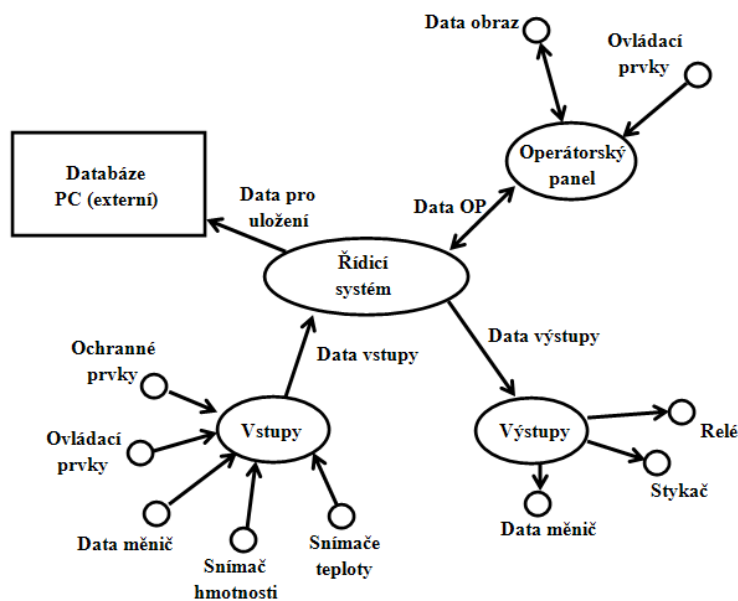 Data obraz
Ovládací
prvky
Databáze
PC (externí)
Data pro
uložení
Operátorský
panel
Data OP
Řídicí
systém
Ochranné
prvky
Data vstupy
Data výstupy
Ovládací
prvky
Vstupy
Výstupy
Relé
Stykač
Data měnič
Snímač
hmotnosti
Snímače
teploty
Data měnič